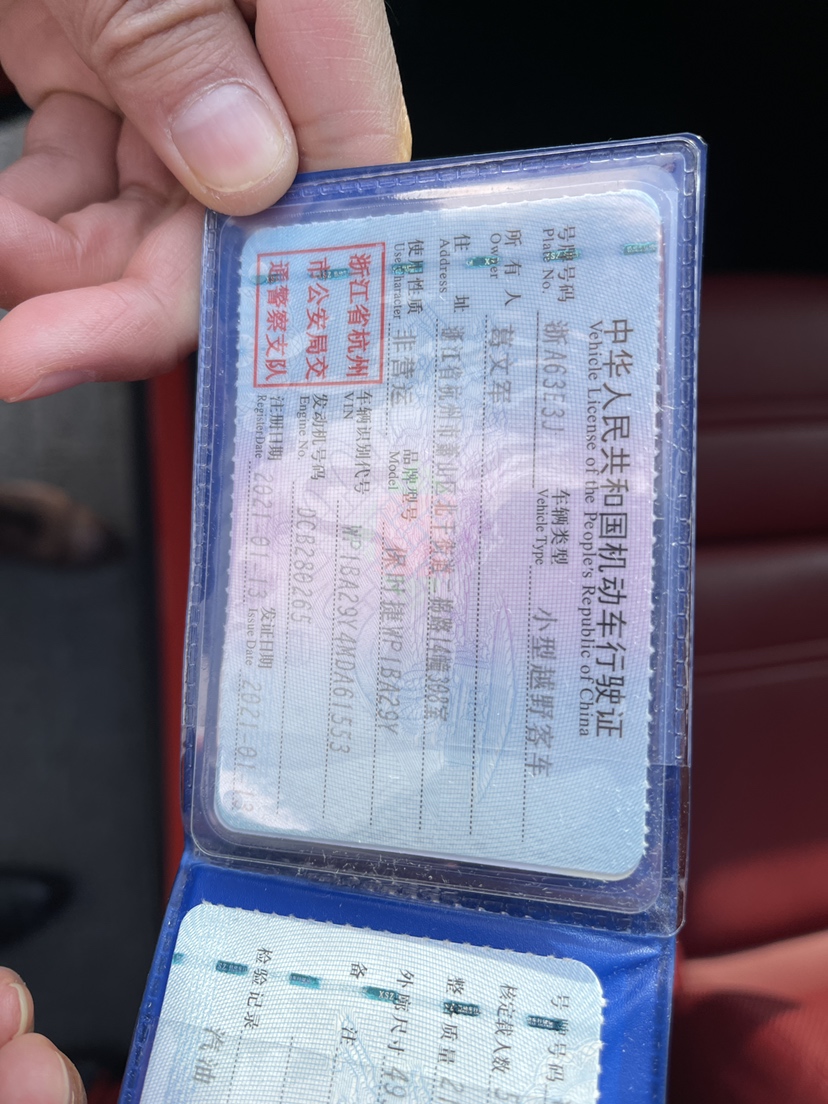 中华人民共和国机动车行驶证
Vehicle License of the People's Republic of China
号牌号码 Plate No. 浙A63E3J 车辆类型 Vehicle Type 小型越野客车
所有人 Owner 葛文军
住址 Address 浙江省杭州市萧山区北干街道
使用性质 Use Character 非营运 品牌型号 Model 保时捷WP1BA29Y
浙江省杭州
市公安局交
通警察支队
车辆识别代号 VIN WP1BA29Y4MDA61553
发动机号码 Engine No. DCB280265
注册日期 Register Date 2021-01-13 发证日期 Issue Date 2021-01-13
号牌号码
核定载人数 5
整备质量 2
外廓尺寸 49
备 注
检验记录 汽油